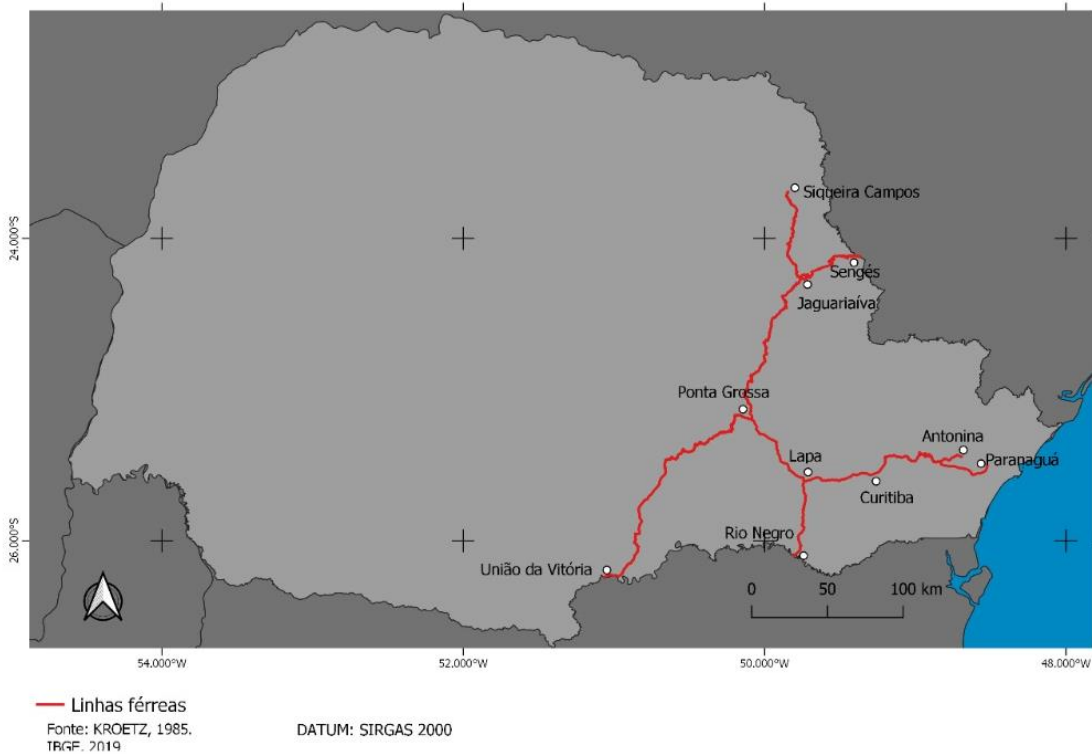 Siqueira Campos
24.000°S
Sengés
Jaguariaíva
Ponta Grossa
Antonina
Lapa
Paranaguá
Curitiba
Rio Negro
26.000°S
União da Vitória
0 50 100 km
54.000°W 52.000°W 50.000°W 48.000°W
Linhas férreas
Fonte: KROETZ, 1985. DATUM: SIRGAS 2000
IBGE, 2019